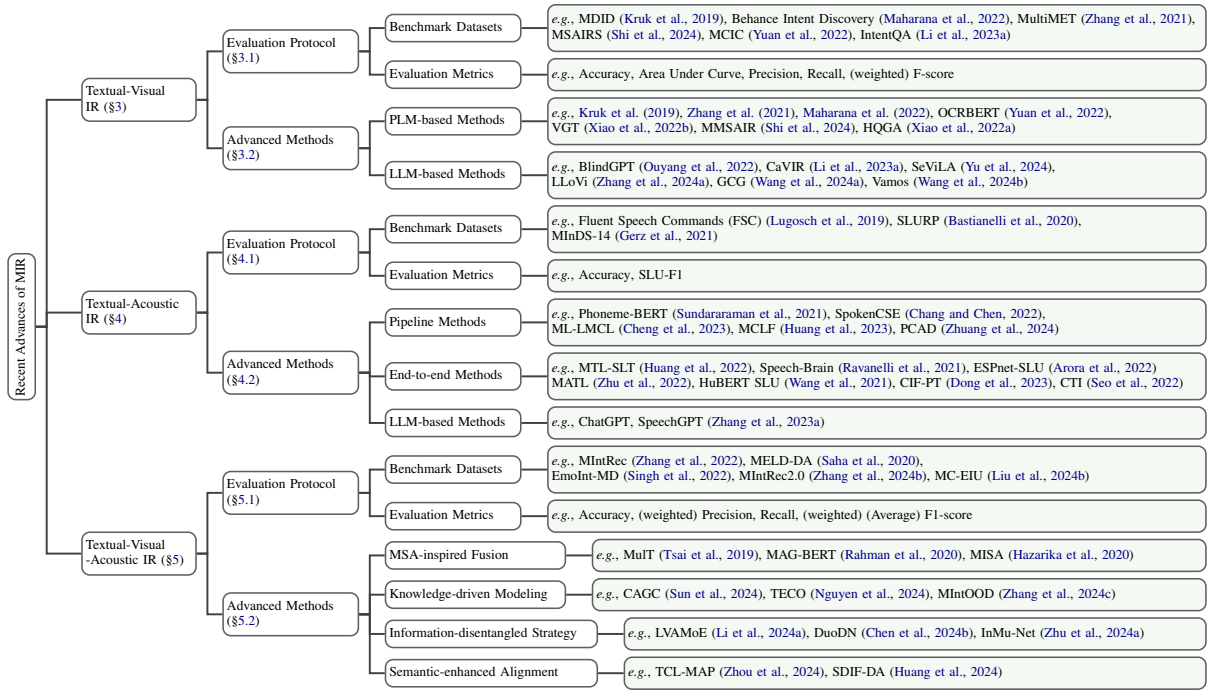 Recent Advances of MIR
Textual-Visual
IR (§3)
Evaluation Protocol
(§3.1)
Benchmark Datasets
e.g., MDID (Kruk et al., 2019), Behance Intent Discovery (Maharana et al., 2022), MultiMET (Zhang et al., 2021),
MSAIRS (Shi et al., 2024), MCIC (Yuan et al., 2022), IntentQA (Li et al., 2023a)
Evaluation Metrics
e.g., Accuracy, Area Under Curve, Precision, Recall, (weighted) F-score
Advanced Methods
(§3.2)
PLM-based Methods
e.g., Kruk et al. (2019), Zhang et al. (2021), Maharana et al. (2022), OCRBERT (Yuan et al., 2022),
VGT (Xiao et al., 2022b), MMSAIR (Shi et al., 2024), HQGA (Xiao et al., 2022a)
LLM-based Methods
e.g., BlindGPT (Ouyang et al., 2022), CaVIR (Li et al., 2023a), SeViLA (Yu et al., 2024),
LLoVi (Zhang et al., 2024a), GCG (Wang et al., 2024a), Vamos (Wang et al., 2024b)
Textual-Acoustic
IR (§4)
Evaluation Protocol
(§4.1)
Benchmark Datasets
e.g., Fluent Speech Commands (FSC) (Lugosch et al., 2019), SLURP (Bastianelli et al., 2020),
MInDS-14 (Gerz et al., 2021)
Evaluation Metrics
e.g., Accuracy, SLU-F1
Advanced Methods
(§4.2)
Pipeline Methods
e.g., Phoneme-BERT (Sundararaman et al., 2021), SpokenCSE (Chang and Chen, 2022),
ML-LMCL (Cheng et al., 2023), MCLF (Huang et al., 2023), PCAD (Zhuang et al., 2024)
End-to-end Methods
e.g., MTL-SLT (Huang et al., 2022), Speech-Brain (Ravanelli et al., 2021), ESPnet-SLU (Arora et al., 2022)
MATL (Zhu et al., 2022), HuBERT SLU (Wang et al., 2021), CIF-PT (Dong et al., 2023), CTI (Seo et al., 2022)
LLM-based Methods
e.g., ChatGPT, SpeechGPT (Zhang et al., 2023a)
Textual-Visual
-Acoustic IR (§5)
Evaluation Protocol
(§5.1)
Benchmark Datasets
e.g., MIntRec (Zhang et al., 2022), MELD-DA (Saha et al., 2020),
EmoInt-MD (Singh et al., 2022), MIntRec2.0 (Zhang et al., 2024b), MC-EIU (Liu et al., 2024b)
Evaluation Metrics
e.g., Accuracy, (weighted) Precision, Recall, (weighted) (Average) F1-score
Advanced Methods
(§5.2)
MSA-inspired Fusion
e.g., MulT (Tsai et al., 2019), MAG-BERT (Rahman et al., 2020), MISA (Hazarika et al., 2020)
Knowledge-driven Modeling
e.g., CAGC (Sun et al., 2024), TECO (Nguyen et al., 2024), MIntOOD (Zhang et al., 2024c)
Information-disentangled Strategy
e.g., LVAMoE (Li et al., 2024a), DuoDN (Chen et al., 2024b), InMu-Net (Zhu et al., 2024a)
Semantic-enhanced Alignment
e.g., TCL-MAP (Zhou et al., 2024), SDIF-DA (Huang et al., 2024)